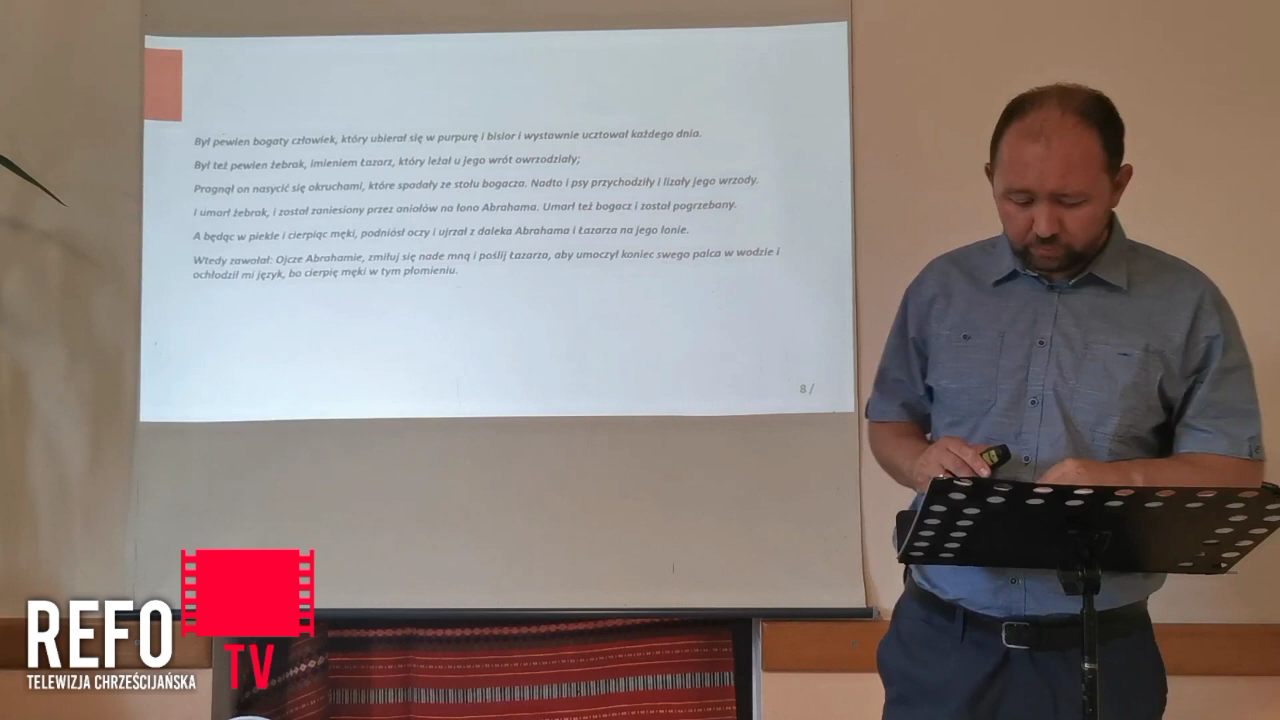 Był pewien bogaty człowiek, który ubierał się w purpurę i bisior i wystawnie ucztował każdego dnia.
Był też pewien żebrak, imieniem Łazarz, który leżał u jego wrót owrzodziały;
Pragnął on nasycić się okruchami, które spadały ze stołu bogacza. Nadto i psy przychodziły i lizały jego wrzody.
I umarł żebrak, i został zaniesiony przez aniołów na łono Abrahama. Umarł też bogacz i został pogrzebany.
A będąc w piekle i cierpiąc męki, podniósł oczy i ujrzał z daleka Abrahama i Łazarza na jego łonie.
Wtedy zawołał: Ojcze Abrahamie, zmiłuj się nade mną i poślij Łazarza, aby umoczył koniec swego palca w wodzie i
ochłodził mi język, bo cierpię męki w tym płomieniu.
8 /
REFO
TV
TELEWIZJA CHRZEŚCIJAŃSKA